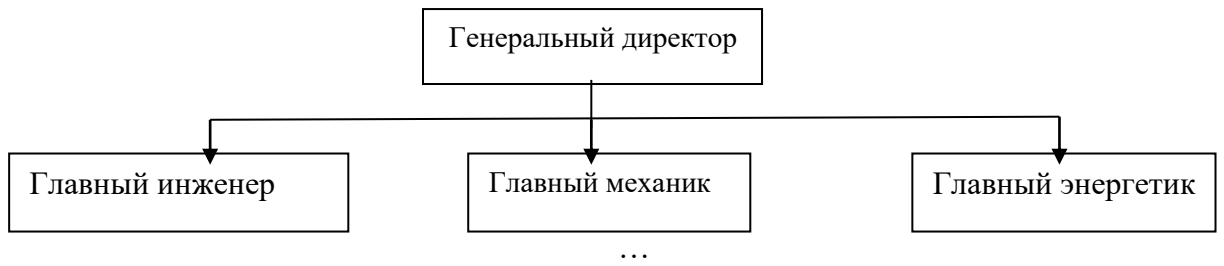 Генеральный директор
Главный инженер
Главный механик
Главный энергетик
…